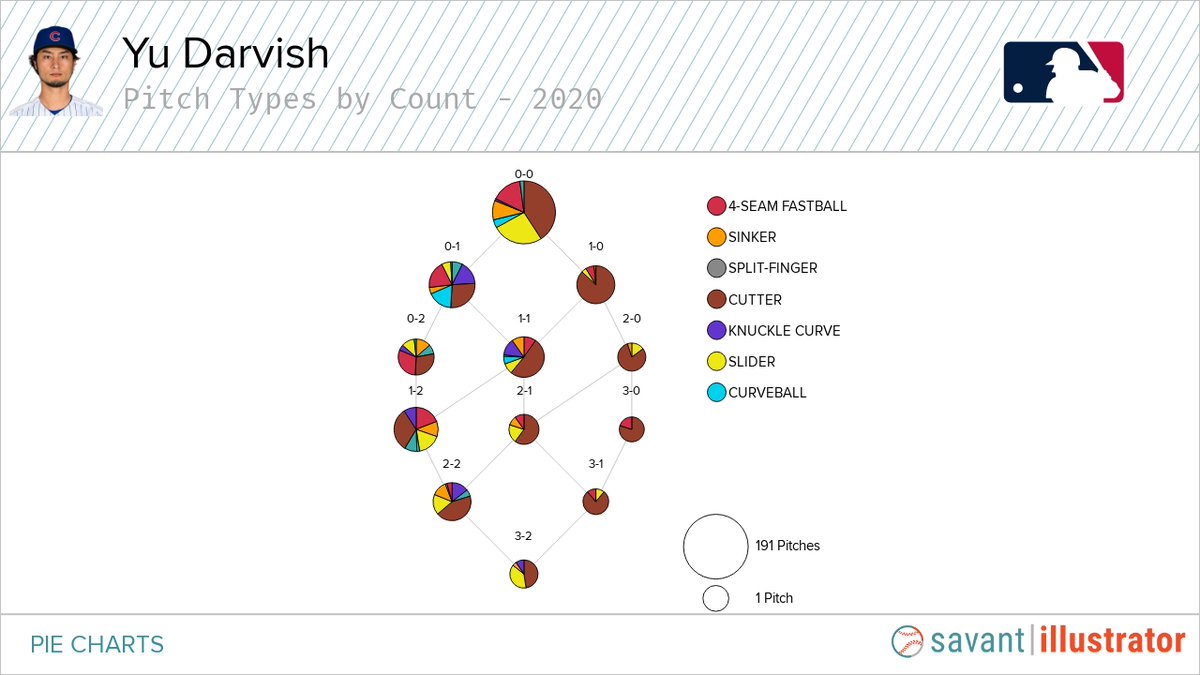 Yu Darvish
Pitch Types by Count - 2020
C
0-0
0-1
1-0
0-2
1-1
2-0
1-2
2-1
3-0
2-2
3-1
3-2
4-SEAM FASTBALL
SINKER
SPLIT-FINGER
CUTTER
KNUCKLE CURVE
SLIDER
CURVEBALL
191 Pitches
1 Pitch
PIE CHARTS
savant|illustrator